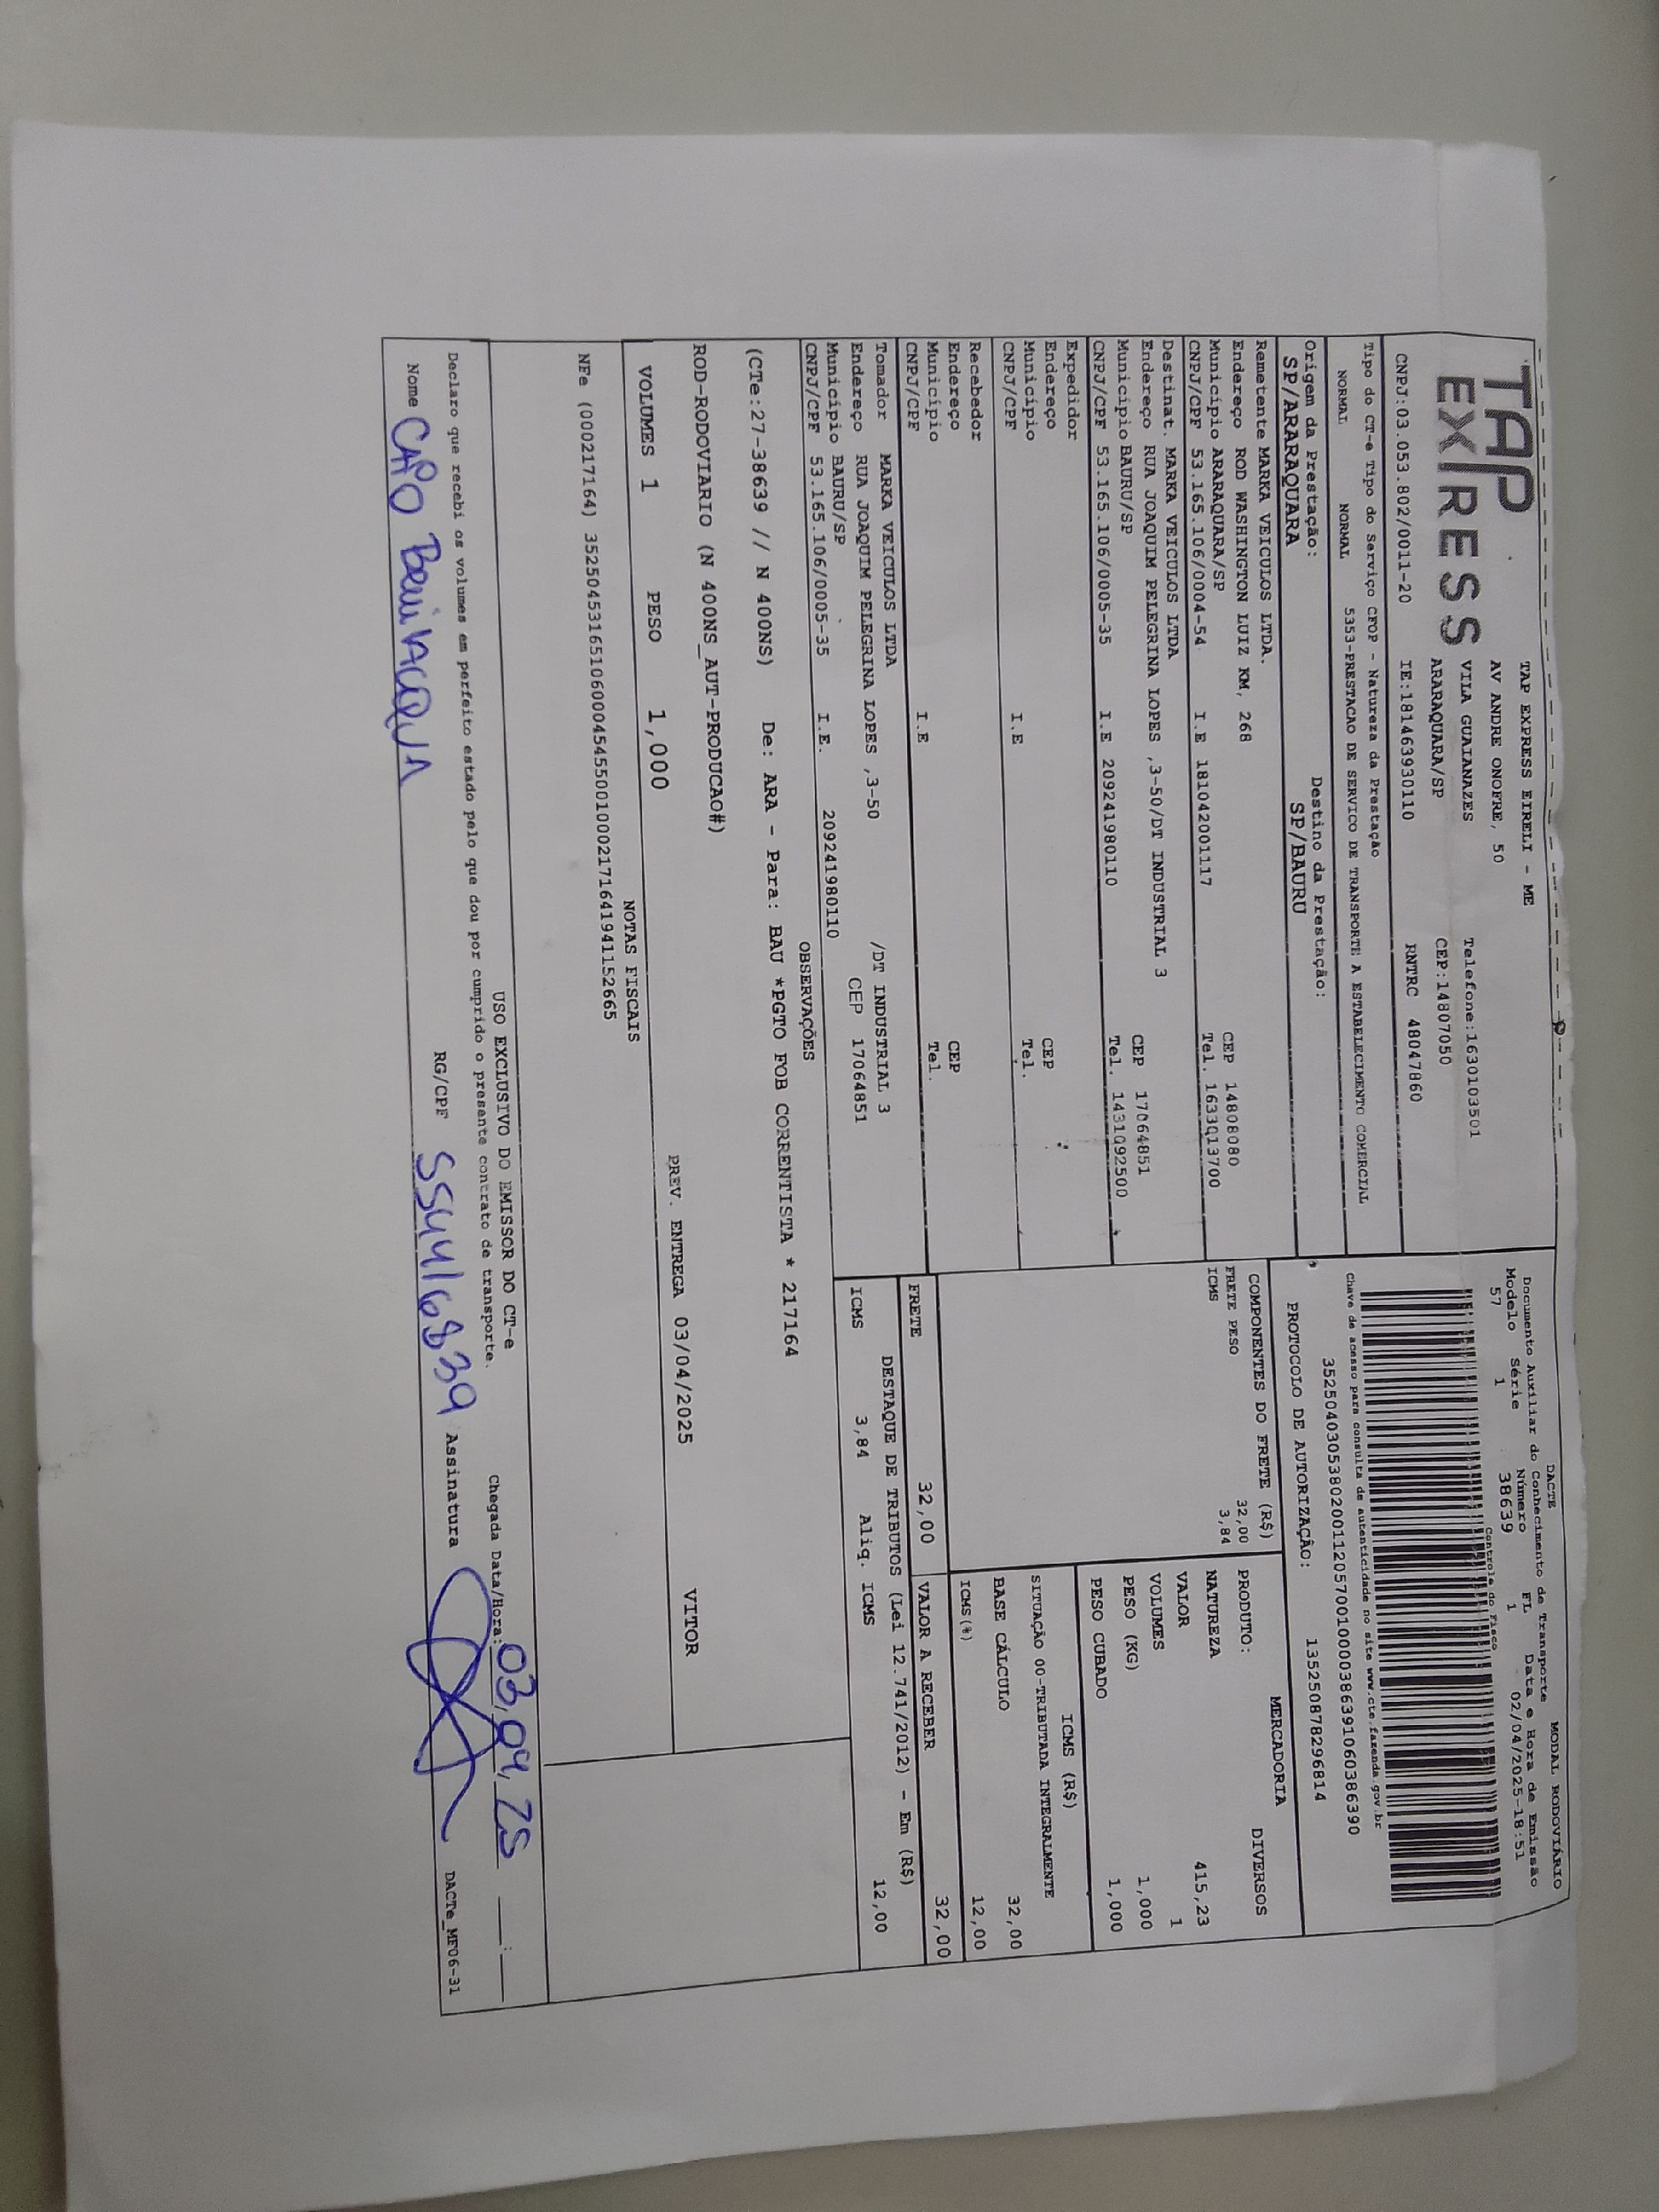 TAP
EXPRESS
TAP EXPRESS EIRELI - ME
AV ANDRE ONOFRE, 50
VILA GUAIANAZES Telefone:1630103501
ARARAQUARA/SP CEP:14807050
CNPJ:03.053.802/0011-20 IE:181463930110 RNTRC 48047860
Tipo do CT-e Tipo do Serviço CFOP - Natureza da Prestação
NORMAL NORMAL 5353-PRESTACAO DE SERVICO DE TRANSPORTE A ESTABELECIMENTO COMERCIAL
Origem da Prestação: Destino da Prestação:
SP/ARARAQUARA SP/BAURU
Remetente MARKA VEICULOS LTDA.
Endereço ROD WASHINGTON LUIZ KM, 268 CEP 14808080
Município ARARAQUARA/SP Tel. 1633013700
CNPJ/CPF 53.165.106/0004-54 I.E 181042001117
Destinat. MARKA VEICULOS LTDA
Endereço RUA JOAQUIM PELEGRINA LOPES ,3-50/DT INDUSTRIAL 3
Município BAURU/SP CEP 17064851
CNPJ/CPF 53.165.106/0005-35 I.E 209241980110 Tel. 1431092500
Expedidor
Endereço CEP
Município Tel.
CNPJ/CPF I.E
Recebedor
Endereço CEP
Município Tel.
CNPJ/CPF I.E
Tomador MARKA VEICULOS LTDA
Endereço RUA JOAQUIM PELEGRINA LOPES ,3-50 /DT INDUSTRIAL 3
Município BAURU/SP CEP 17064851
CNPJ/CPF 53.165.106/0005-35 I.E. 209241980110
DACTE MODAL RODOVIÁRIO
Documento Auxiliar do Conhecimento de Transporte
Modelo Série Número FL Data e Hora de Emissão
57 1 38639 1 02/04/2025-18:51
Controle do Fisco
Chave de acesso para consulta de autenticidade no site www.cte.fazenda.gov.br
35250403053802001120570010000386391060386390
PROTOCOLO DE AUTORIZAÇÃO: 135250878296814
COMPONENTES DO FRETE (R$)
FRETE PESO 32,00
ICMS 3,84
MERCADORIA
PRODUTO: DIVERSOS
NATUREZA
VALOR 415,23
VOLUMES 1
PESO (KG) 1,000
PESO CUBADO 1,000
ICMS (R$)
SITUAÇÃO 00-TRIBUTADA INTEGRALMENTE
BASE CÁLCULO 32,00
ICMS(%) 12,00
FRETE 32,00 VALOR A RECEBER 32,00
DESTAQUE DE TRIBUTOS (Lei 12.741/2012) - Em (R$)
ICMS 3,84 Aliq. ICMS 12,00
OBSERVAÇÕES
(CTe:27-38639 // N 400NS) De: ARA - Para: BAU *PGTO FOB CORRENTISTA * 217164
ROD-RODOVIARIO (N 400NS_AUT-PRODUCAO#)
PREV. ENTREGA 03/04/2025 VITOR
VOLUMES 1 PESO 1,000
NOTAS FISCAIS
NFe (000217164) 35250453165106000454550010002171641941152665
USO EXCLUSIVO DO EMISSOR DO CT-e
Declaro que recebi os volumes em perfeito estado pelo que dou por cumprido o presente contrato de transporte.
Chegada Data/Hora: 03,04,25 __:__
Nome CAIO BEVILACQUA RG/CPF 554416839 Assinatura
DACTe_MF06-31